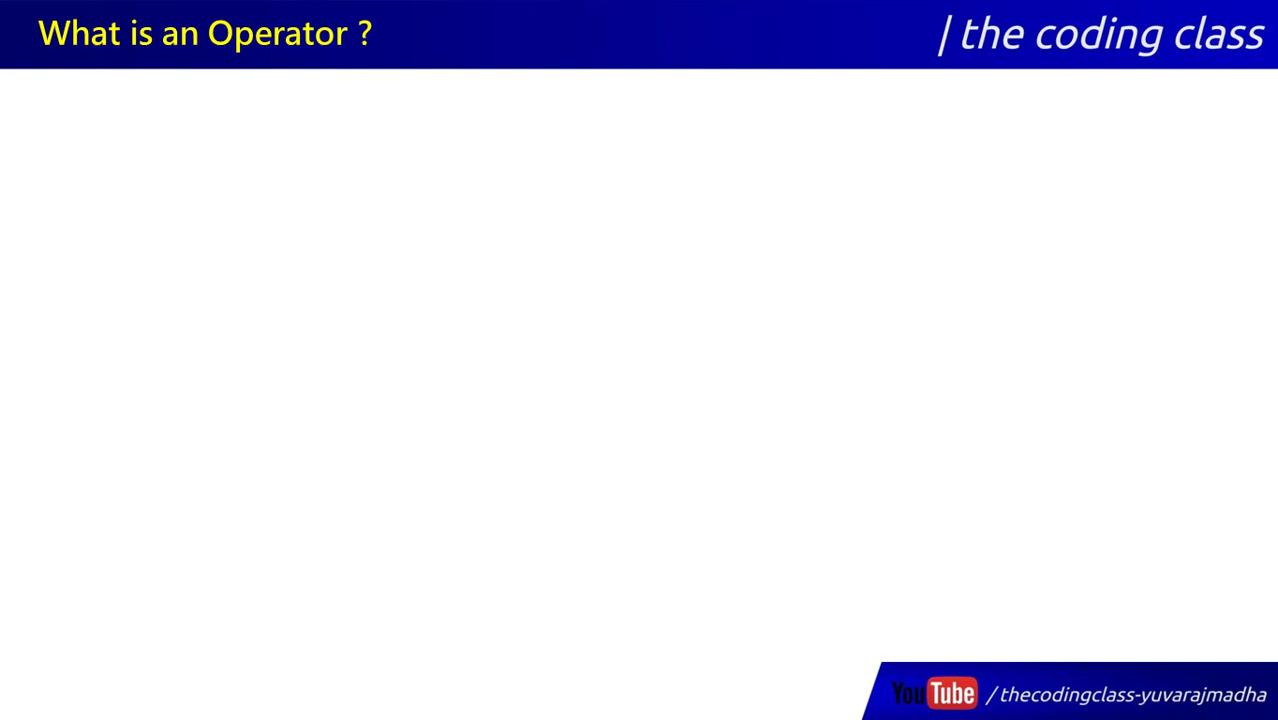 What is an Operator ?
| the coding class
YouTube / thecodingclass-yuvarajmadha